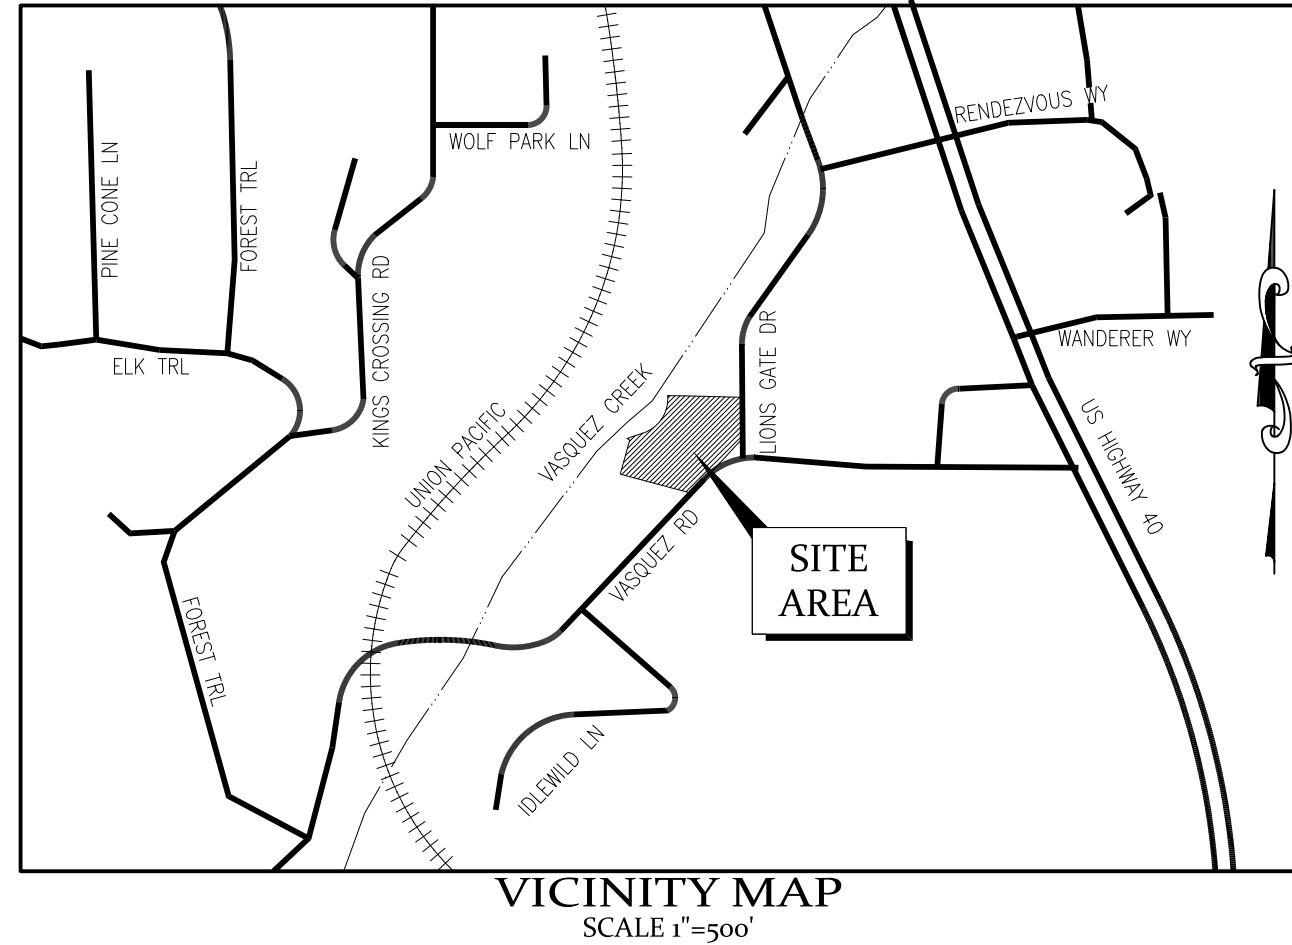 RENDEZVOUS WY
WOLF PARK LN
PINE CONE LN
FOREST TRL
KINGS CROSSING RD
LIONS GATE DR
WANDERER WY
ELK TRL
VASQUEZ CREEK
UNION PACIFIC
US HIGHWAY 40
VASQUEZ RD
SITE
AREA
FOREST TRL
IDLEWILD LN
VICINITY MAP
SCALE 1"=500'